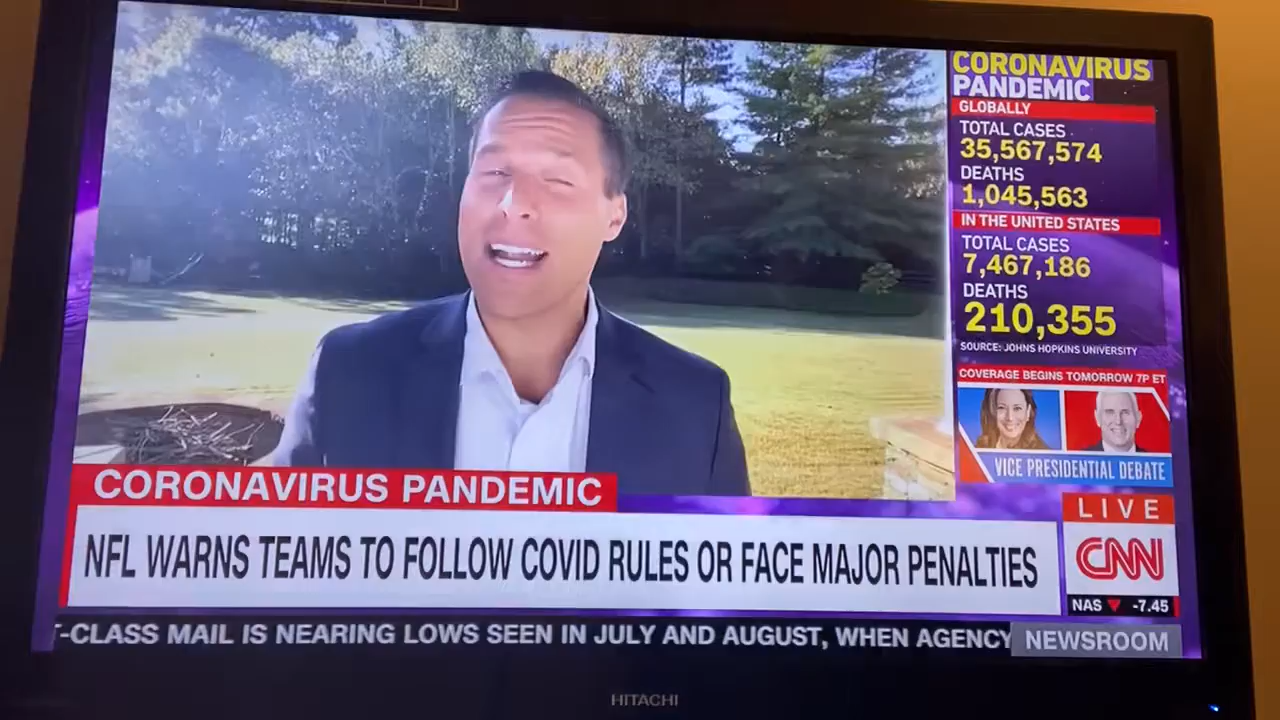 CORONAVIRUS
PANDEMIC
GLOBALLY
TOTAL CASES
35,567,574
DEATHS
1,045,563
IN THE UNITED STATES
TOTAL CASES
7,467,186
DEATHS
210,355
SOURCE: JOHNS HOPKINS UNIVERSITY
COVERAGE BEGINS TOMORROW 7P ET
VICE PRESIDENTIAL DEBATE
CORONAVIRUS PANDEMIC
NFL WARNS TEAMS TO FOLLOW COVID RULES OR FACE MAJOR PENALTIES
LIVE
CNN
NAS ▼ -7.45
T-CLASS MAIL IS NEARING LOWS SEEN IN JULY AND AUGUST, WHEN AGENCY
NEWSROOM
HITACHI